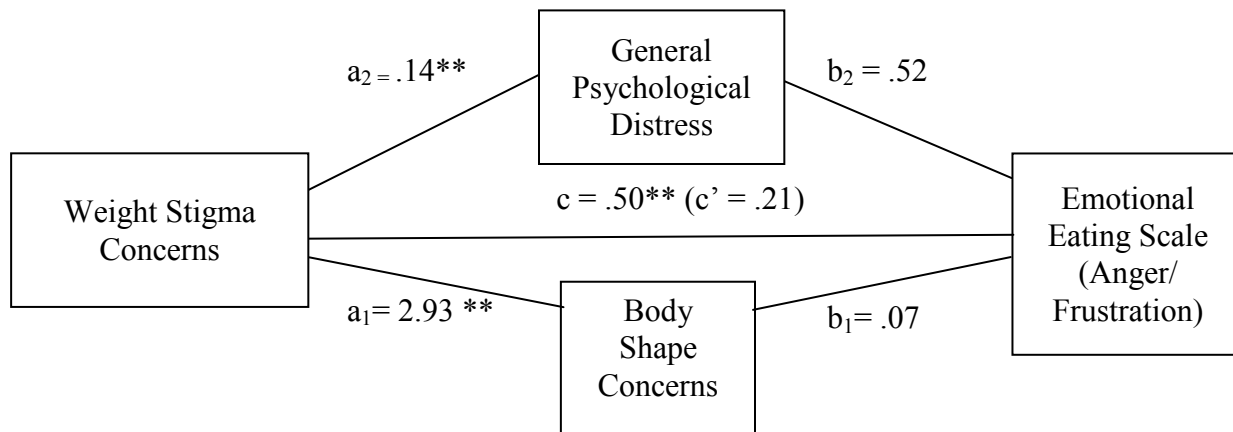 General
Psychological
Distress
a₂ = .14**
b₂ = .52
Weight Stigma
Concerns
c = .50** (c’ = .21)
Emotional
Eating Scale
(Anger/
Frustration)
a₁= 2.93 **
Body
Shape
Concerns
b₁= .07